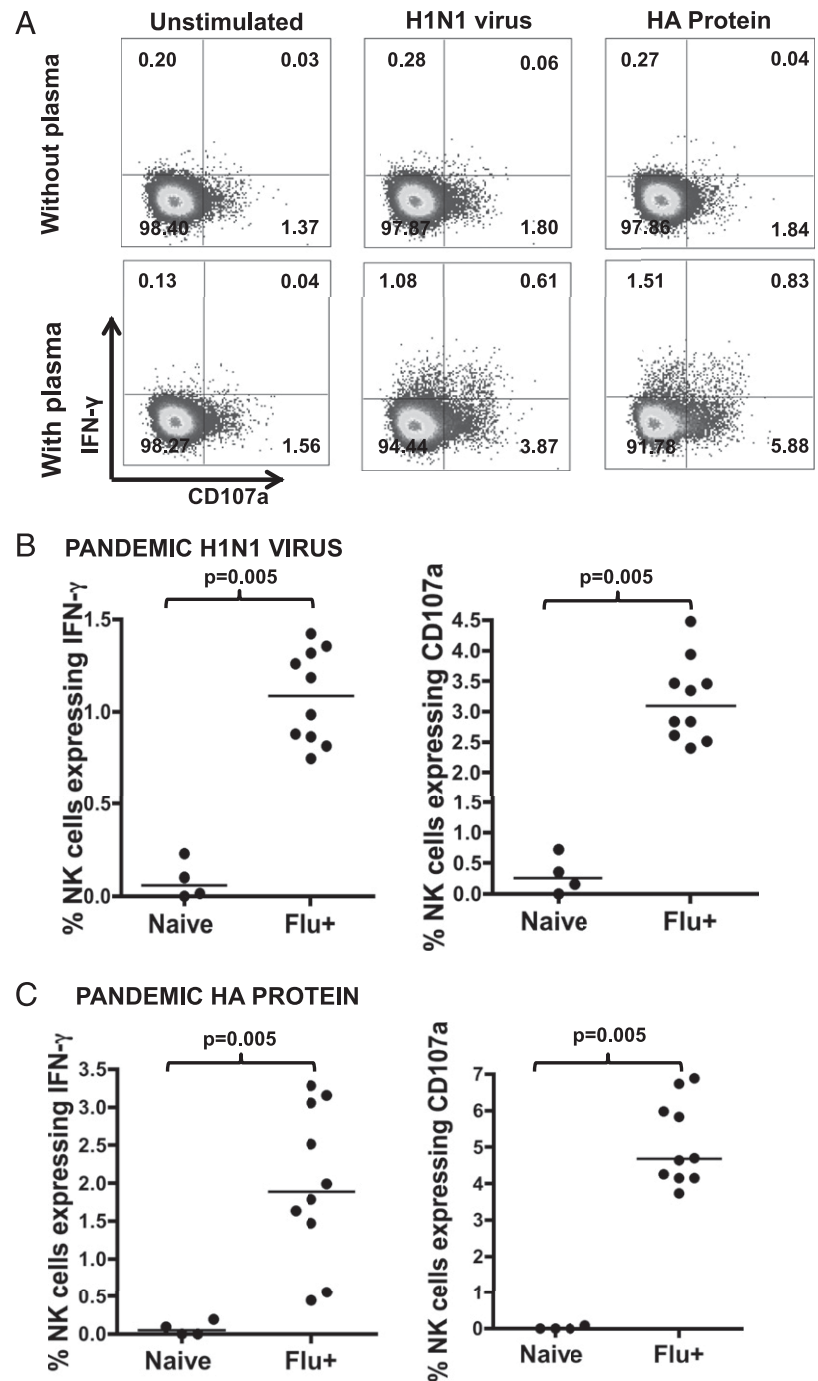 A
Unstimulated H1N1 virus HA Protein
Without plasma
0.20 0.03 0.28 0.06 0.27 0.04
98.40 1.37 97.87 1.80 97.86 1.84
With plasma
0.13 0.04 1.08 0.61 1.51 0.83
98.27 1.56 94.44 3.87 91.78 5.88
IFN-γ
CD107a
B PANDEMIC H1N1 VIRUS
% NK cells expressing IFN-γ
p=0.005
1.5
1.0
0.5
0.0
Naive Flu+
% NK cells expressing CD107a
p=0.005
4.5
4.0
3.5
3.0
2.5
2.0
1.5
1.0
0.5
0.0
Naive Flu+
C PANDEMIC HA PROTEIN
% NK cells expressing IFN-γ
p=0.005
3.5
3.0
2.5
2.0
1.5
1.0
0.5
0.0
Naive Flu+
% NK cells expressing CD107a
p=0.005
7
6
5
4
3
2
1
0
Naive Flu+